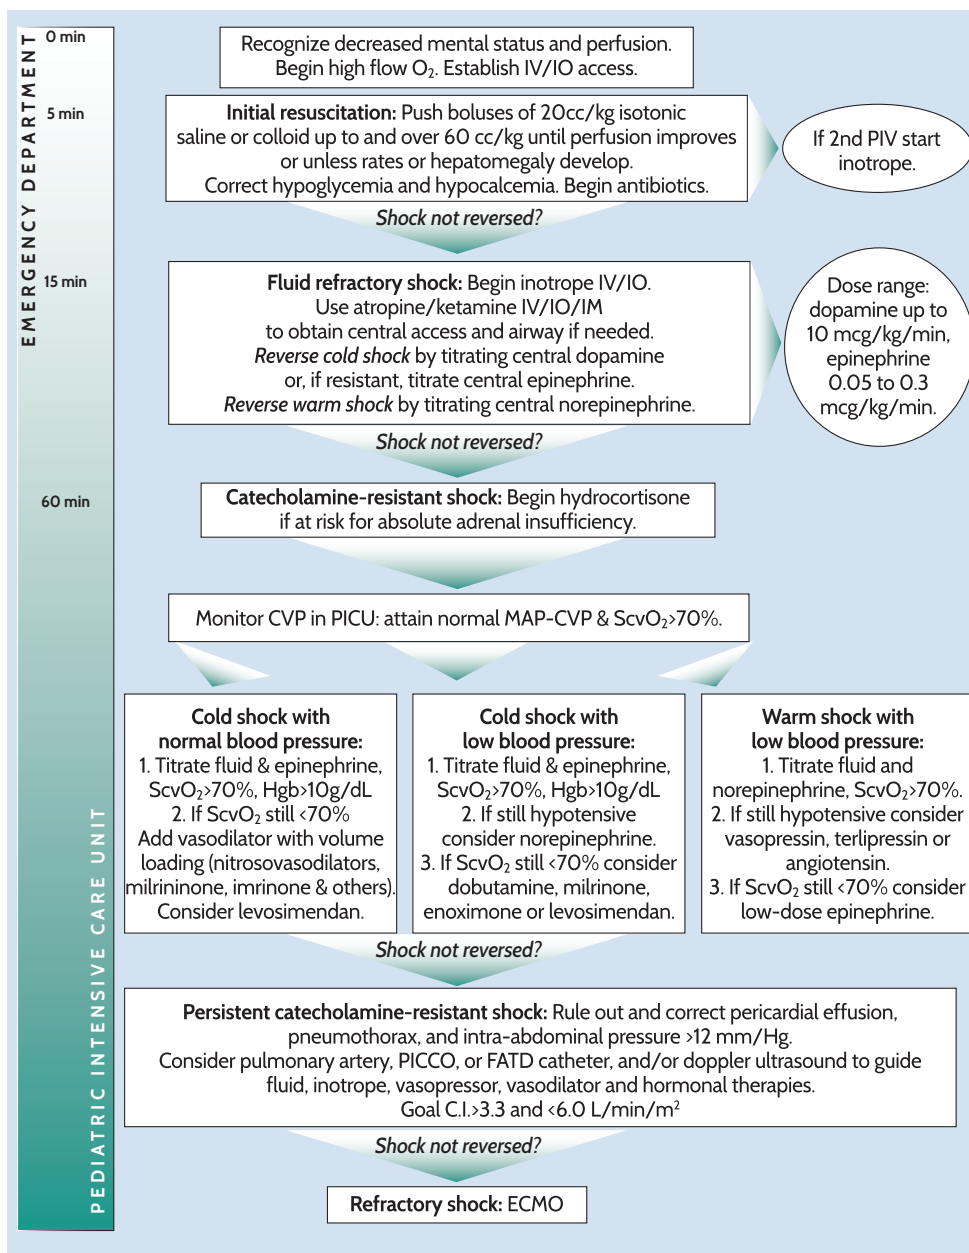 EMERGENCY DEPARTMENT
PEDIATRIC INTENSIVE CARE UNIT
0 min
Recognize decreased mental status and perfusion.
Begin high flow O₂. Establish IV/IO access.
5 min
Initial resuscitation: Push boluses of 20cc/kg isotonic
saline or colloid up to and over 60 cc/kg until perfusion improves
or unless rates or hepatomegaly develop.
Correct hypoglycemia and hypocalcemia. Begin antibiotics.
If 2nd PIV start
inotrope.
Shock not reversed?
15 min
Fluid refractory shock: Begin inotrope IV/IO.
Use atropine/ketamine IV/IO/IM
to obtain central access and airway if needed.
Reverse cold shock by titrating central dopamine
or, if resistant, titrate central epinephrine.
Reverse warm shock by titrating central norepinephrine.
Dose range:
dopamine up to
10 mcg/kg/min,
epinephrine
0.05 to 0.3
mcg/kg/min.
Shock not reversed?
60 min
Catecholamine-resistant shock: Begin hydrocortisone
if at risk for absolute adrenal insufficiency.
Monitor CVP in PICU: attain normal MAP-CVP & ScvO₂>70%.
Cold shock with
normal blood pressure:
1. Titrate fluid & epinephrine,
ScvO₂>70%, Hgb>10g/dL
2. If ScvO₂ still <70%
Add vasodilator with volume
loading (nitrosovasodilators,
milrininone, imrinone & others).
Consider levosimendan.
Cold shock with
low blood pressure:
1. Titrate fluid & epinephrine,
ScvO₂>70%, Hgb>10g/dL
2. If still hypotensive
consider norepinephrine.
3. If ScvO₂ still <70% consider
dobutamine, milrinone,
enoximone or levosimendan.
Warm shock with
low blood pressure:
1. Titrate fluid and
norepinephrine, ScvO₂>70%.
2. If still hypotensive consider
vasopressin, terlipressin or
angiotensin.
3. If ScvO₂ still <70% consider
low-dose epinephrine.
Shock not reversed?
Persistent catecholamine-resistant shock: Rule out and correct pericardial effusion,
pneumothorax, and intra-abdominal pressure >12 mm/Hg.
Consider pulmonary artery, PICCO, or FATD catheter, and/or doppler ultrasound to guide
fluid, inotrope, vasopressor, vasodilator and hormonal therapies.
Goal C.I.>3.3 and <6.0 L/min/m²
Shock not reversed?
Refractory shock: ECMO